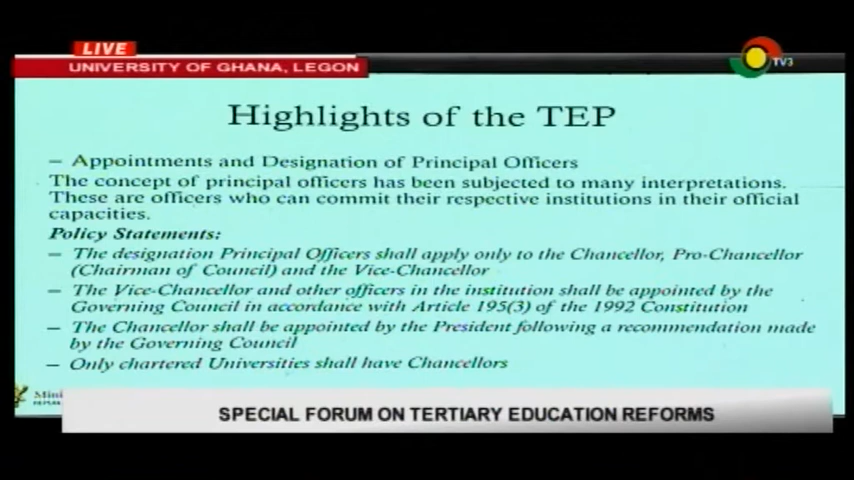 LIVE
UNIVERSITY OF GHANA, LEGON
TV3
Highlights of the TEP
– Appointments and Designation of Principal Officers
The concept of principal officers has been subjected to many interpretations.
These are officers who can commit their respective institutions in their official
capacities.
Policy Statements:
– The designation Principal Officers shall apply only to the Chancellor, Pro-Chancellor
(Chairman of Council) and the Vice-Chancellor
– The Vice-Chancellor and other officers in the institution shall be appointed by the
Governing Council in accordance with Article 195(3) of the 1992 Constitution
– The Chancellor shall be appointed by the President following a recommendation made
by the Governing Council
– Only chartered Universities shall have Chancellors
SPECIAL FORUM ON TERTIARY EDUCATION REFORMS